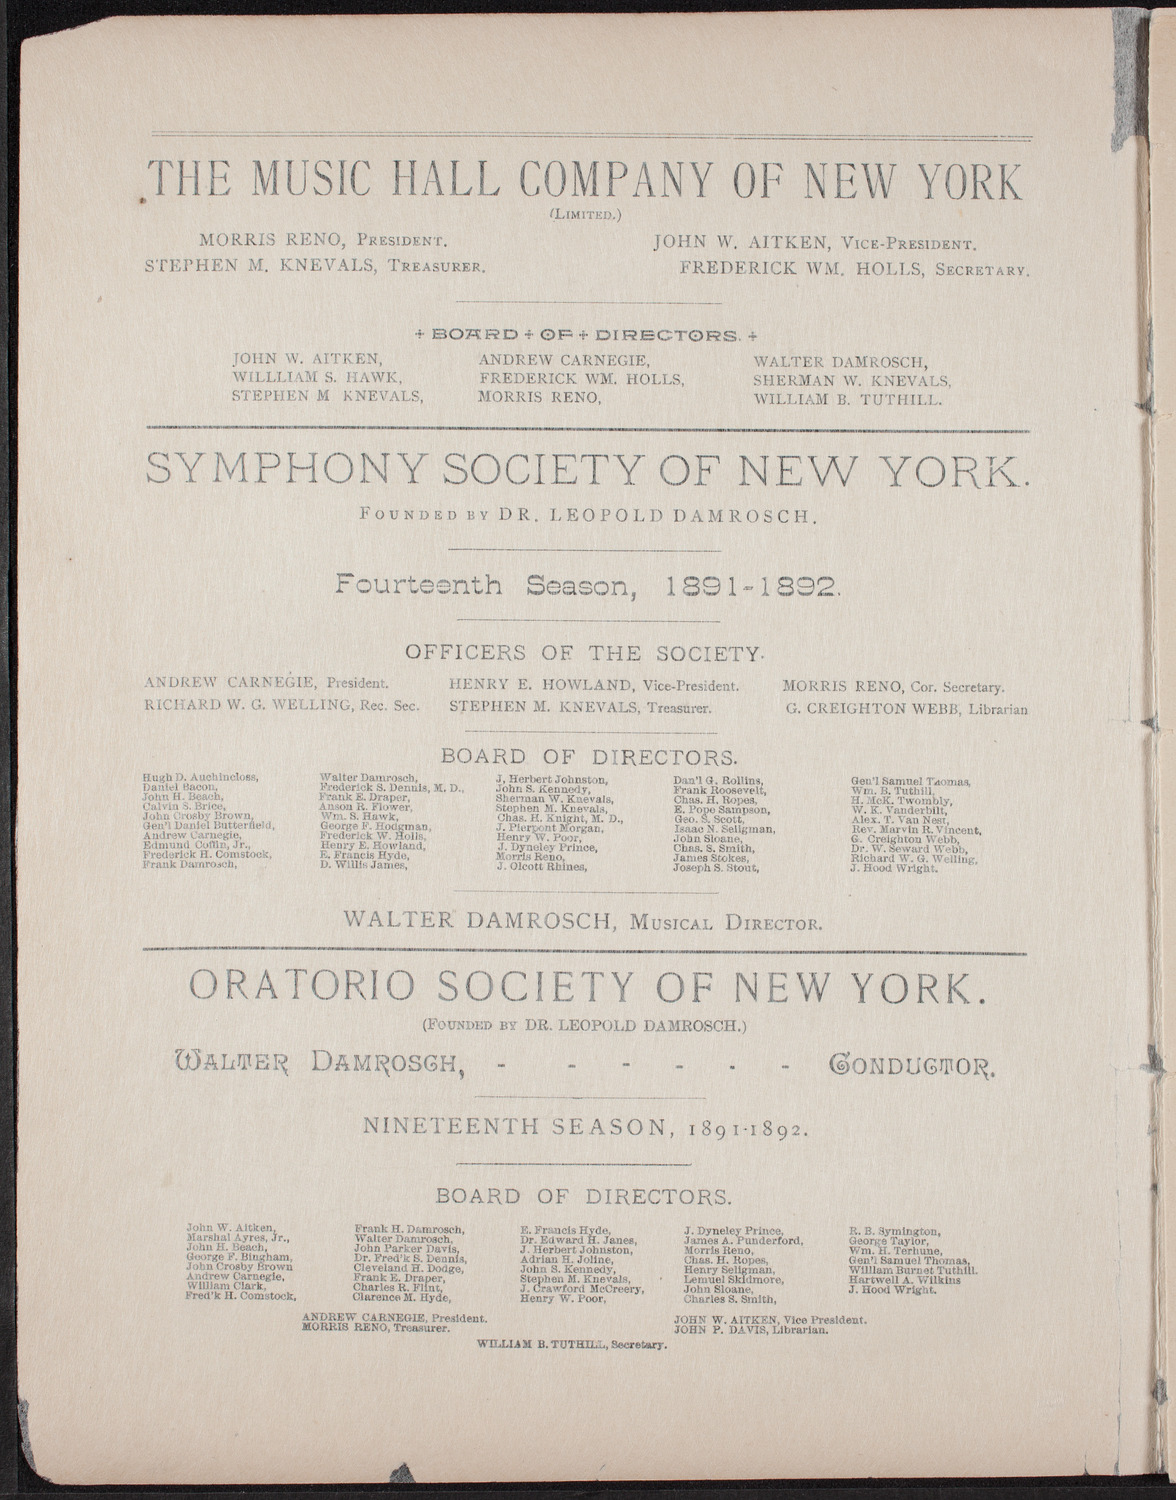 THE MUSIC HALL COMPANY OF NEW YORK
(LIMITED.)
MORRIS RENO, PRESIDENT. JOHN W. AITKEN, VICE-PRESIDENT.
STEPHEN M. KNEVALS, TREASURER. FREDERICK WM. HOLLS, SECRETARY.
+ BOARD + OF + DIRECTORS. +
JOHN W. AITKEN, ANDREW CARNEGIE, WALTER DAMROSCH,
WILLLIAM S. HAWK, FREDERICK WM. HOLLS, SHERMAN W. KNEVALS,
STEPHEN M KNEVALS, MORRIS RENO, WILLIAM B. TUTHILL.
SYMPHONY SOCIETY OF NEW YORK.
FOUNDED BY DR. LEOPOLD DAMROSCH.
Fourteenth Season, 1891-1892.
OFFICERS OF THE SOCIETY.
ANDREW CARNEGIE, President. HENRY E. HOWLAND, Vice-President. MORRIS RENO, Cor. Secretary.
RICHARD W. G. WELLING, Rec. Sec. STEPHEN M. KNEVALS, Treasurer. G. CREIGHTON WEBB, Librarian
BOARD OF DIRECTORS.
Hugh D. Auchincloss, Walter Damrosch, J. Herbert Johnston, Dan'l G. Rollins, Gen'l Samuel Thomas,
Daniel Bacon, Frederick S. Dennis, M. D., John S. Kennedy, Frank Roosevelt, Wm. B. Tuthill,
John H. Beach, Frank E. Draper, Sherman W. Knevals, Chas. H. Ropes, H. McK. Twombly,
Calvin S. Brice, Anson R. Flower, Stephen M. Knevals, E. Pope Sampson, W. K. Vanderbilt,
John Crosby Brown, Wm. S. Hawk, Chas. H. Knight, M. D., Geo. S. Scott, Alex. T. Van Nest,
Gen'l Daniel Butterfield, George F. Hodgman, J. Pierpont Morgan, Isaac N. Seligman, Rev. Marvin R. Vincent,
Andrew Carnegie, Frederick W. Holls, Henry W. Poor, John Sloane, G. Creighton Webb,
Edmund Coffin, Jr., Henry E. Howland, J. Dyneley Prince, Chas. S. Smith, Dr. W. Seward Webb,
Frederick H. Comstock, E. Francis Hyde, Morris Reno, James Stokes, Richard W. G. Welling,
Frank Damrosch, D. Willis James, J. Olcott Rhines, Joseph S. Stout, J. Hood Wright.
WALTER DAMROSCH, MUSICAL DIRECTOR.
ORATORIO SOCIETY OF NEW YORK.
(FOUNDED BY DR. LEOPOLD DAMROSCH.)
WALTER DAMROSCH, - - - - - - CONDUCTOR.
NINETEENTH SEASON, 1891-1892.
BOARD OF DIRECTORS.
John W. Aitken, Frank H. Damrosch, E. Francis Hyde, J. Dyneley Prince, R. B. Symington,
Marshal Ayres, Jr., Walter Damrosch, Dr. Edward H. Janes, James A. Punderford, George Taylor,
John H. Beach, John Parker Davis, J. Herbert Johnston, Morris Reno, Wm. H. Terhune,
George F. Bingham, Dr. Fred'k S. Dennis, Adrian H. Joline, Chas. H. Ropes, Gen'l Samuel Thomas,
John Crosby Brown Cleveland H. Dodge, John S. Kennedy, Henry Seligman, William Burnet Tuthill.
Andrew Carnegie, Frank E. Draper, Stephen M. Knevals, Lemuel Skidmore, Hartwell A. Wilkins
William Clark, Charles R. Flint, J. Crawford McCreery, John Sloane, J. Hood Wright.
Fred'k H. Comstock, Clarence M. Hyde, Henry W. Poor, Charles S. Smith,
ANDREW CARNEGIE, President. JOHN W. AITKEN, Vice President.
MORRIS RENO, Treasurer. JOHN P. DAVIS, Librarian.
WILLIAM B. TUTHILL, Secretary.